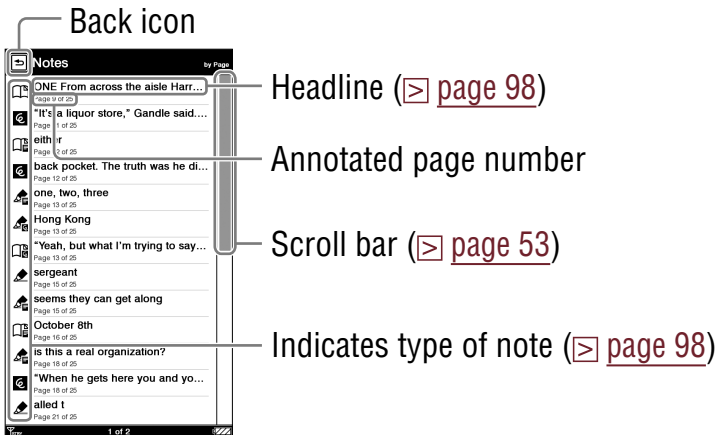 Back icon
Notes
by Page
ONE From across the aisle Harr…
Page 9 of 25
Headline (> page 98)
"It's a liquor store," Gandle said.…
Page 11 of 25
either
Page 12 of 25
Annotated page number
back pocket. The truth was he di…
Page 12 of 25
one, two, three
Page 13 of 25
Hong Kong
Page 13 of 25
"Yeah, but what I'm trying to say…
Page 13 of 25
Scroll bar (> page 53)
sergeant
Page 15 of 25
seems they can get along
Page 15 of 25
October 8th
Page 16 of 25
is this a real organization?
Page 18 of 25
Indicates type of note (> page 98)
"When he gets here you and yo…
Page 18 of 25
alled t
Page 21 of 25
1 of 2